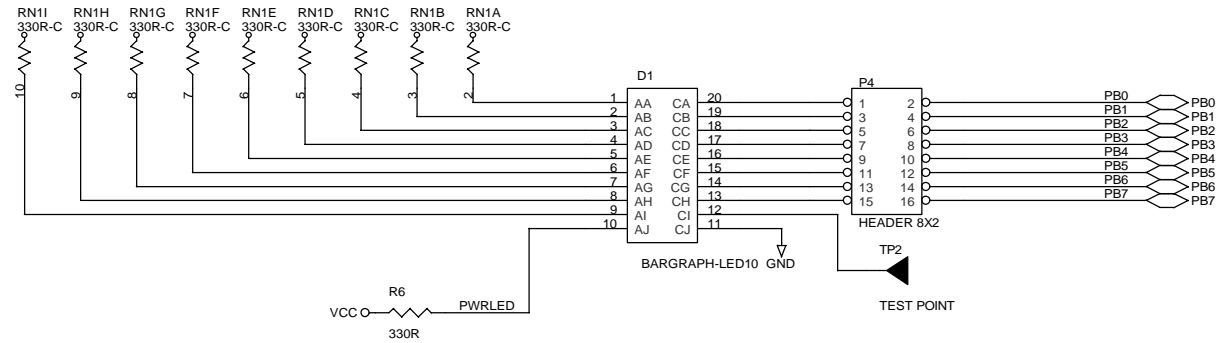 RN1I RN1H RN1G RN1F RN1E RN1D RN1C RN1B RN1A
330R-C 330R-C 330R-C 330R-C 330R-C 330R-C 330R-C 330R-C 330R-C
10 9 8 7 6 5 4 3 2
D1 P4
1 AA CA 20 1 2 PB0 PB0
2 AB CB 19 3 4 PB1 PB1
3 AC CC 18 5 6 PB2 PB2
4 AD CD 17 7 8 PB3 PB3
5 AE CE 16 9 10 PB4 PB4
6 AF CF 15 11 12 PB5 PB5
7 AG CG 14 13 14 PB6 PB6
8 AH CH 13 15 16 PB7 PB7
9 AI CI 12
10 AJ CJ 11
HEADER 8X2
BARGRAPH-LED10 GND
TP2
TEST POINT
R6
VCC PWRLED
330R